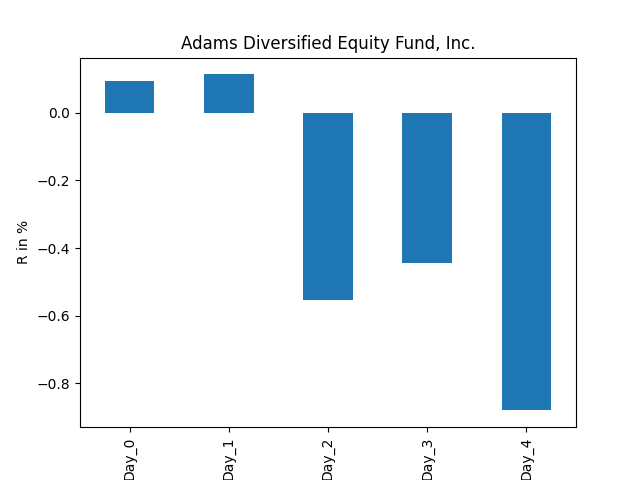 Adams Diversified Equity Fund, Inc.
R in %
0.0
−0.2
−0.4
−0.6
−0.8
Day_0
Day_1
Day_2
Day_3
Day_4